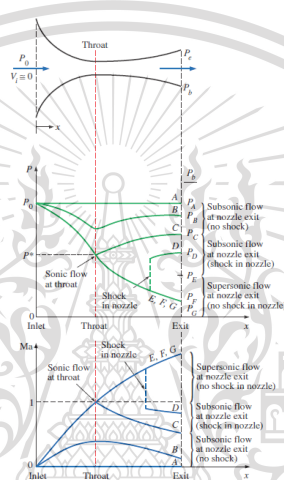 Throat
P0
Vi ≅ 0
Pe
Pb
x
P
Pb
P0
A
PA
B
PB
C
PC
Subsonic flow
at nozzle exit
(no shock)
P*
D
PD
Subsonic flow
at nozzle exit
(shock in nozzle)
Sonic flow
at throat
PE
Shock
in nozzle
E, F, G
PF
PG
Supersonic flow
at nozzle exit
(no shock in nozzle)
0
Inlet
Throat
Exit
x
Ma
Shock
in nozzle
E, F, G
Sonic flow
at throat
Supersonic flow
at nozzle exit
(no shock in nozzle)
1
D
Subsonic flow
at nozzle exit
(shock in nozzle)
C
B
Subsonic flow
at nozzle exit
(no shock)
A
0
Inlet
Throat
Exit
x